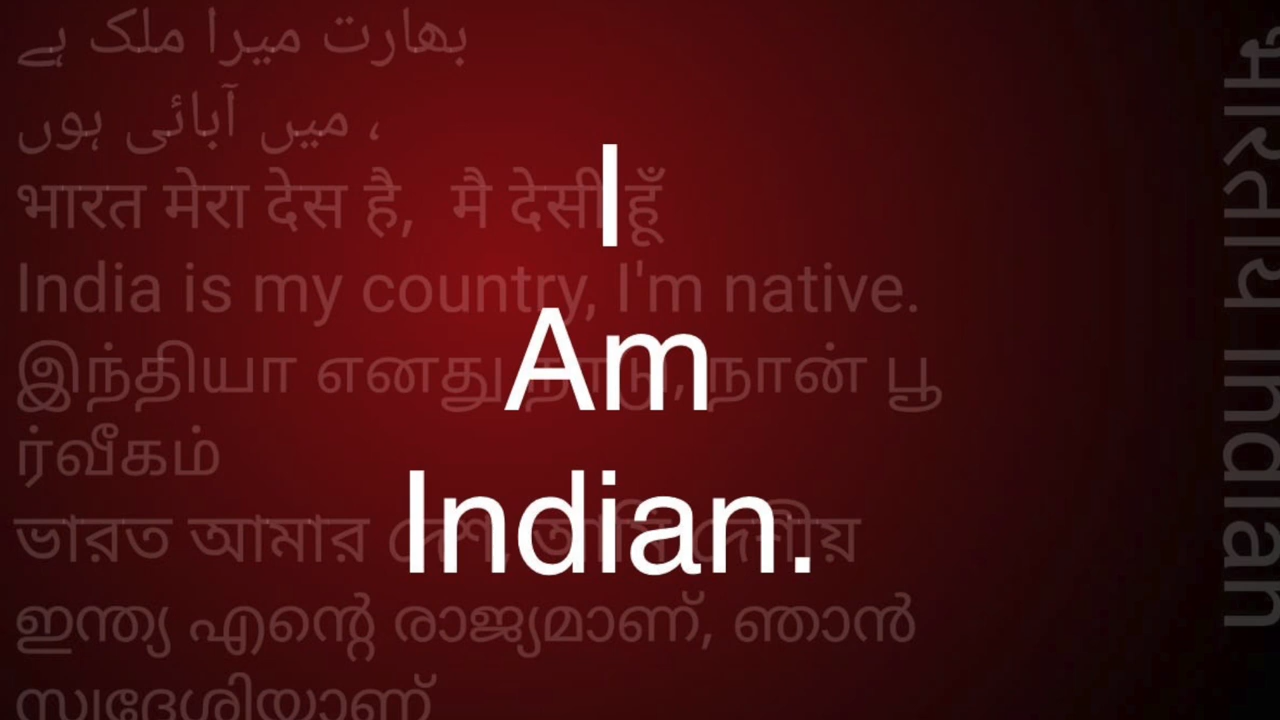 بھارت میرا ملک ہے
، میں آبائی ہوں
भारत मेरा देस है, मै देसी हूँ
India is my country, I'm native.
இந்தியா எனது நாடு, நான் பூ
ர்வீகம்
ভারত আমার দেশ, আমি দেশীয়
ഇന്ത്യ എന്റെ രാജ്യമാണ്, ഞാൻ
സ്വദേശിയാണ്
I
Am
Indian.
भारतीय Indian